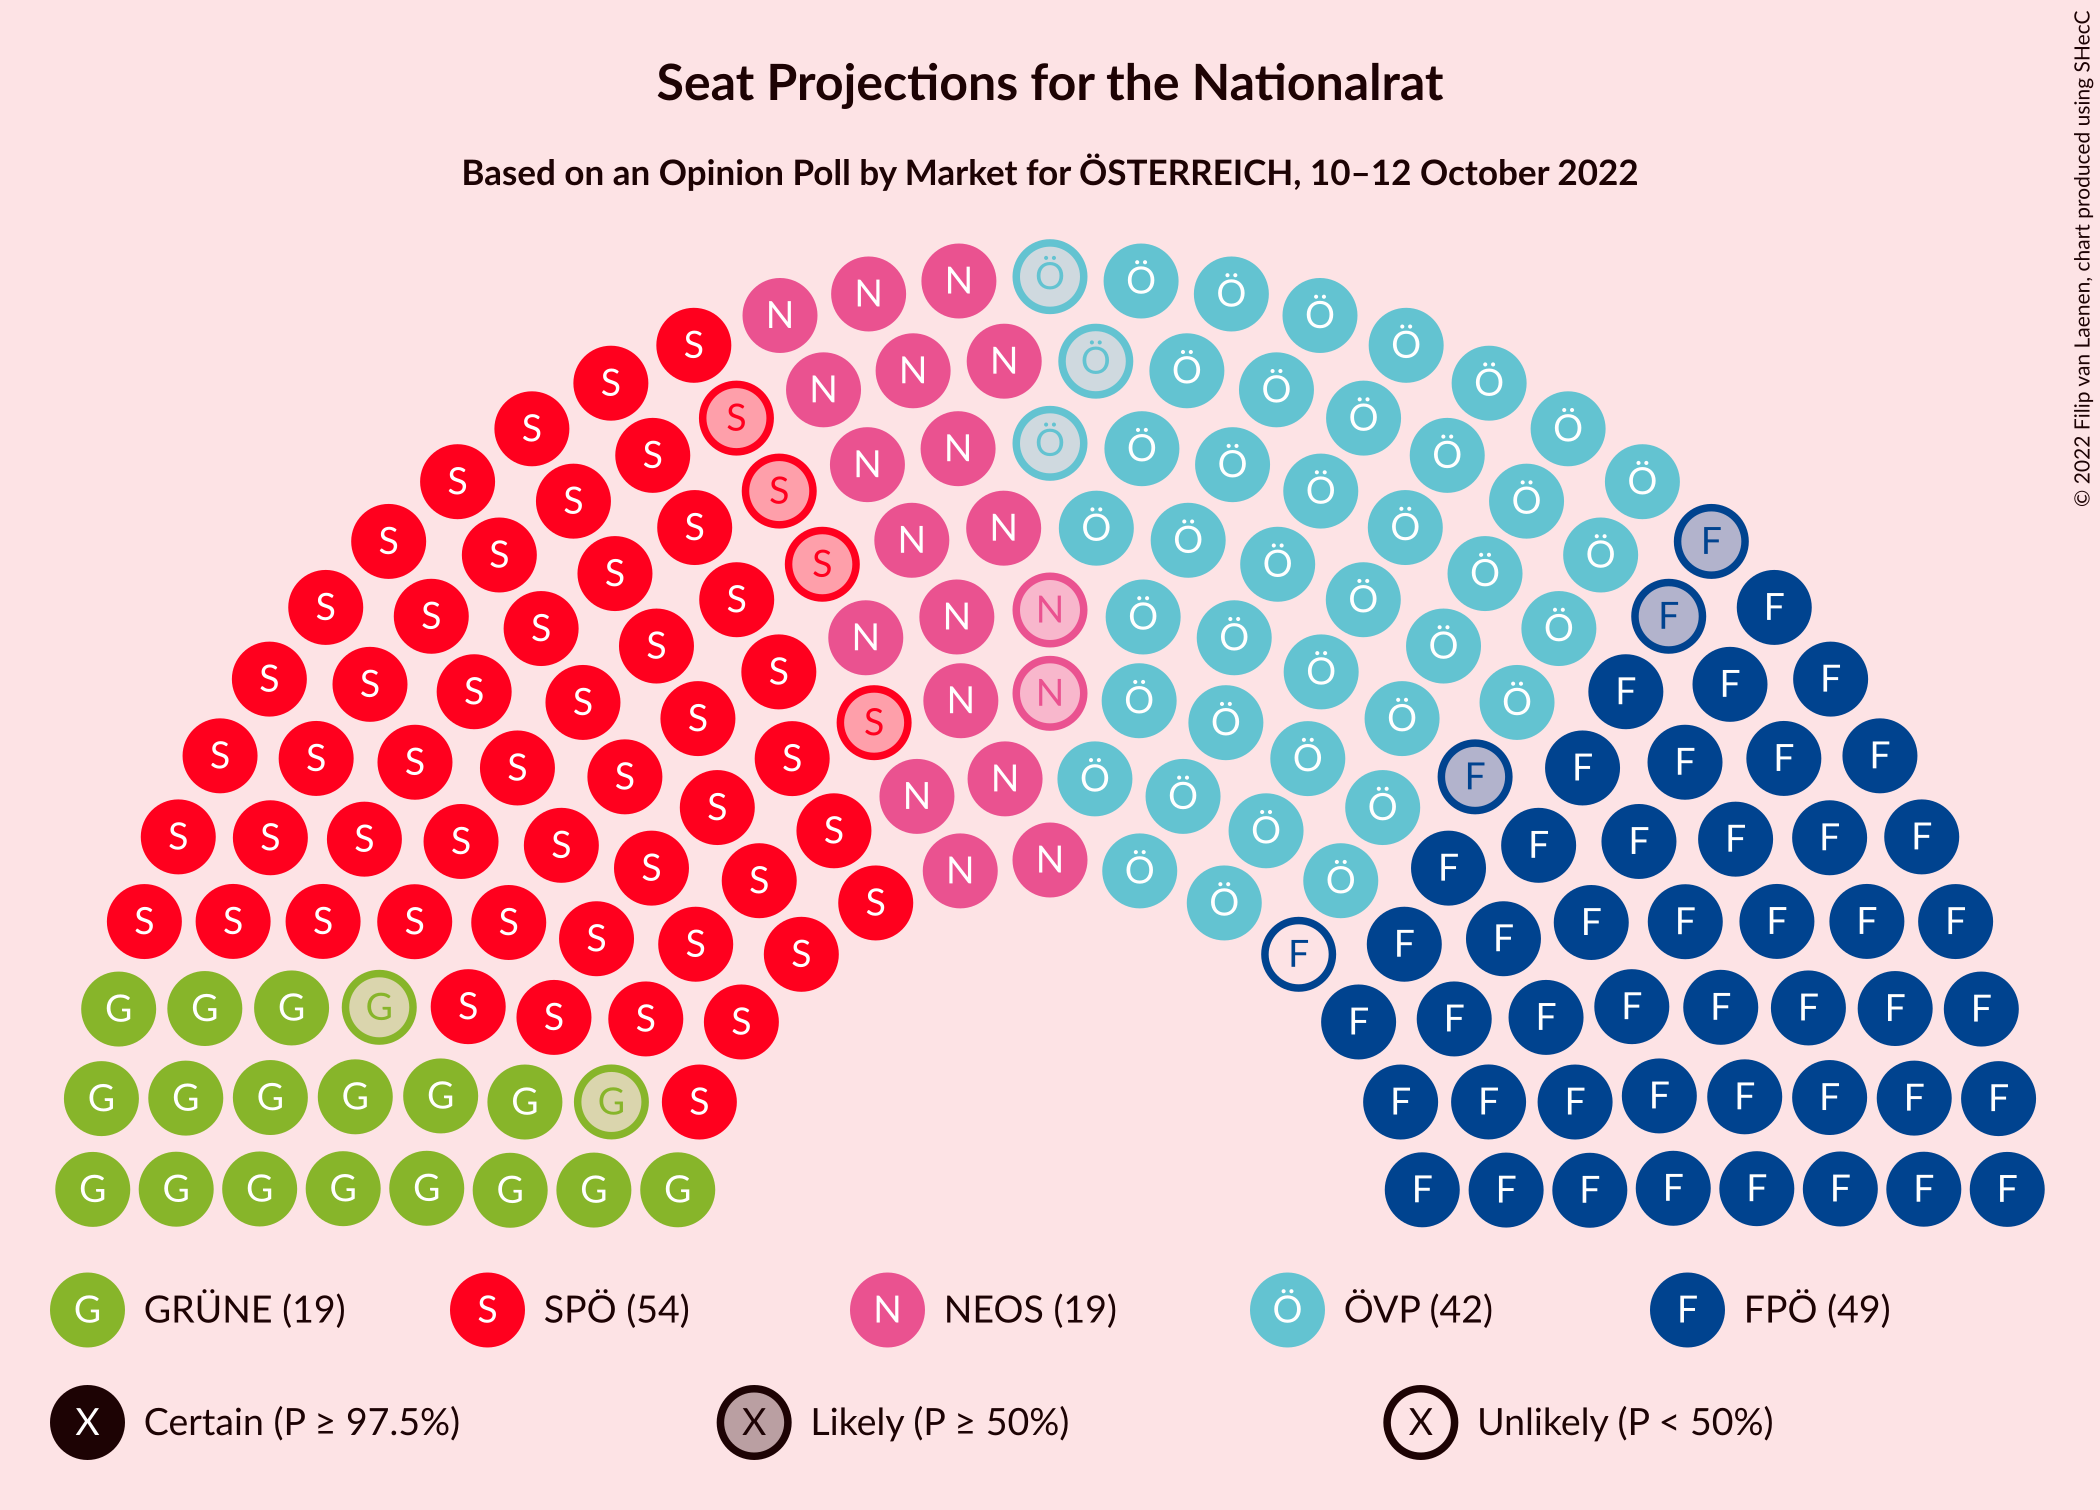 Seat Projections for the Nationalrat
Based on an Opinion Poll by Market for ÖSTERREICH, 10–12 October 2022
© 2022 Filip van Laenen, chart produced using SHecC
N N N Ö Ö Ö Ö Ö Ö Ö Ö F F F F F F F F F F
S S S S S S S S S S S G G G
G GRÜNE (19)
S SPÖ (54)
N NEOS (19)
Ö ÖVP (42)
F FPÖ (49)
X Certain (P ≥ 97.5%)
X Likely (P ≥ 50%)
X Unlikely (P < 50%)